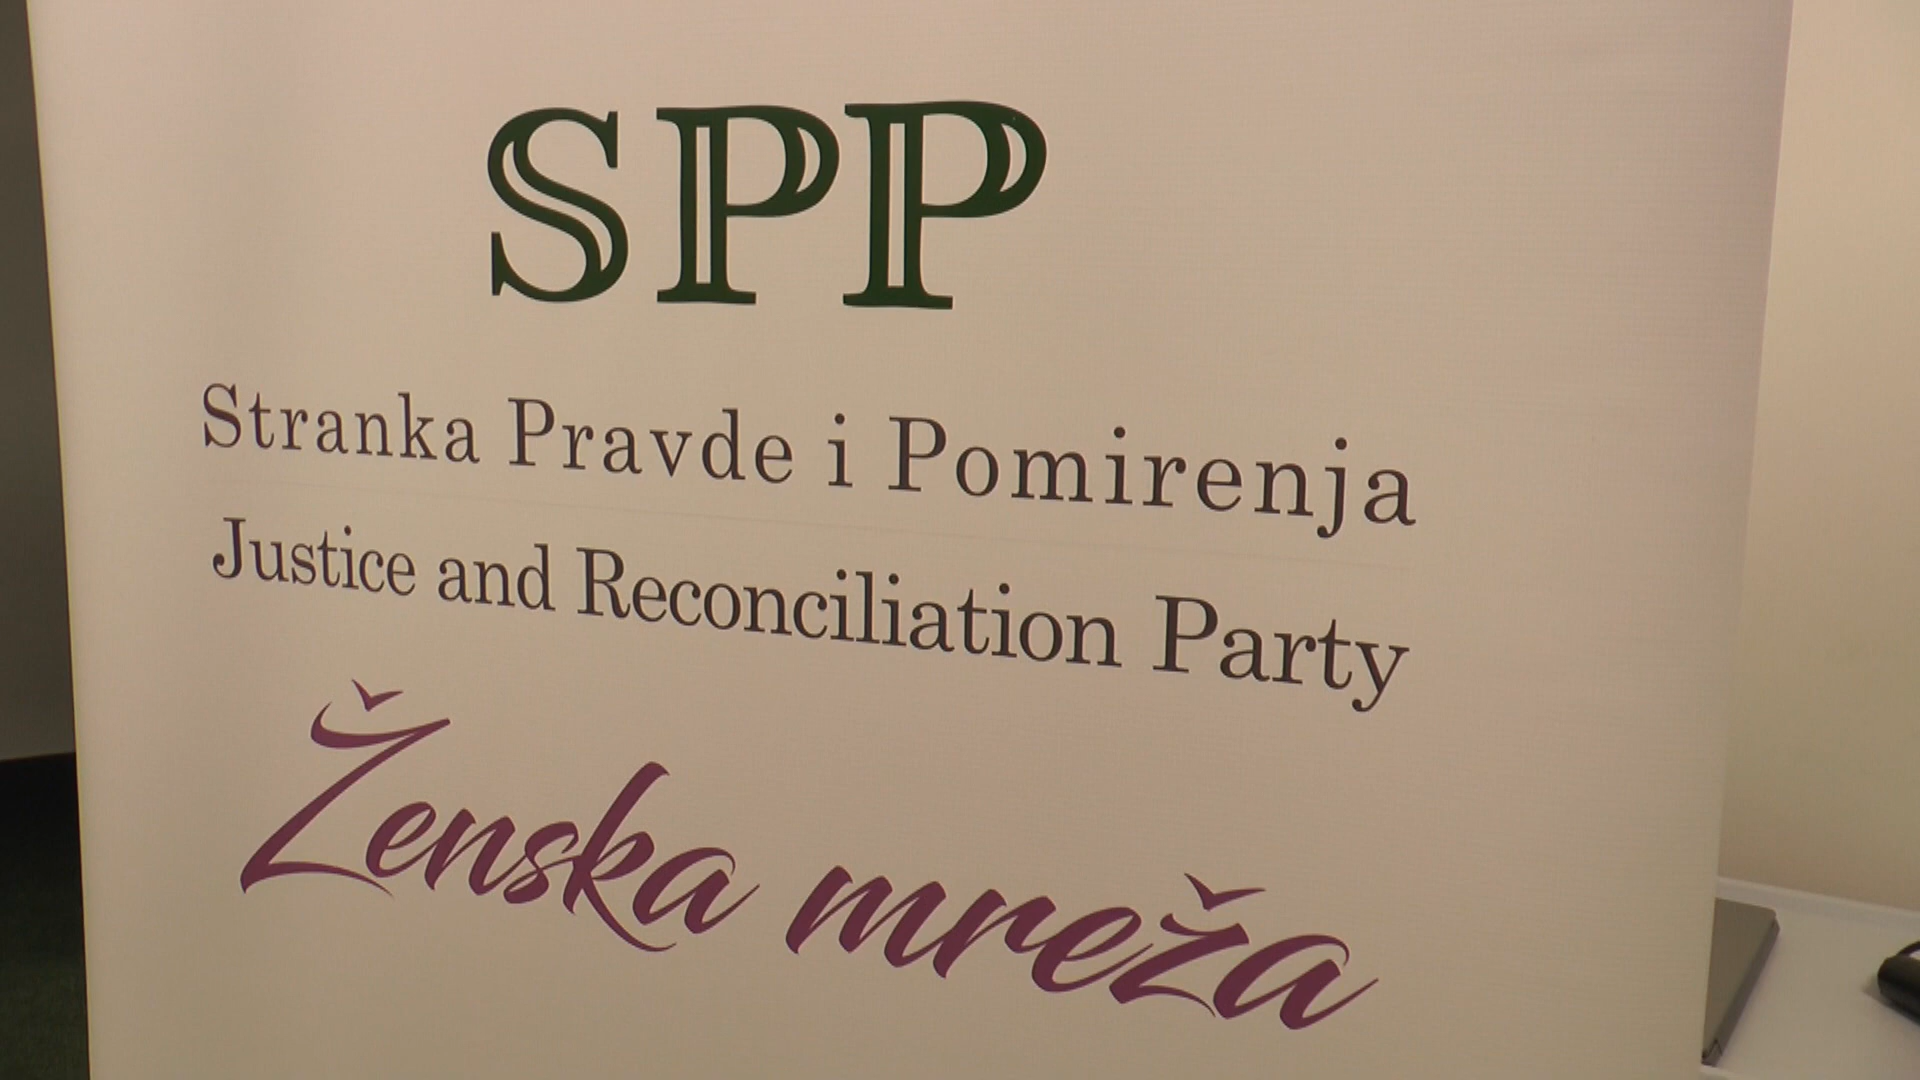 SPP
Stranka Pravde i Pomirenja
Justice and Reconciliation Party
Ženska mreža